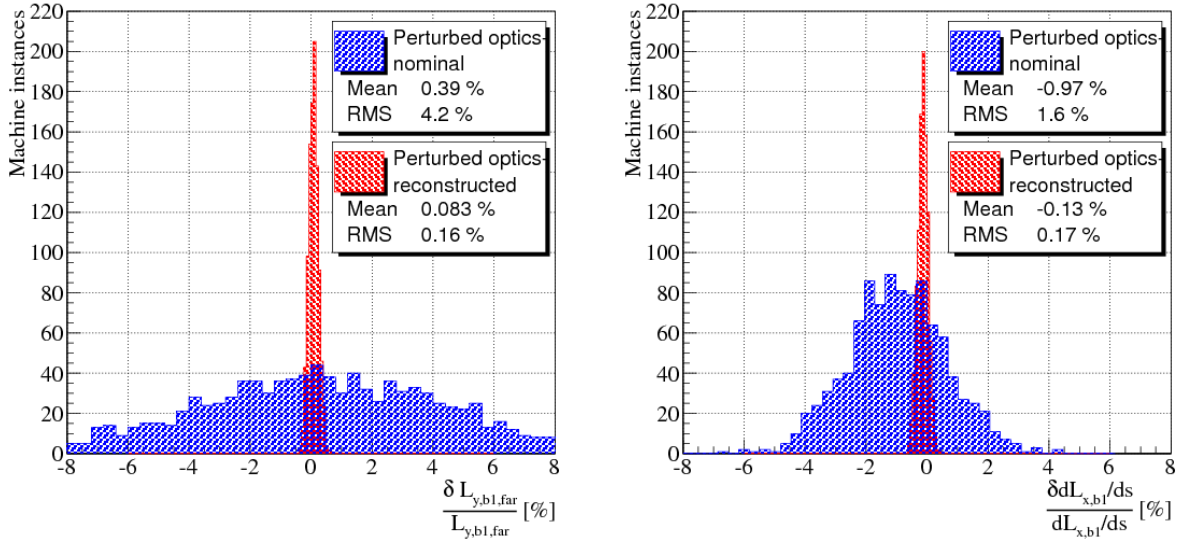 Machine instances
220
200
180
160
140
120
100
80
60
40
20
0
-8
-6
-4
-2
0
2
4
6
8
Perturbed optics-
nominal
Mean 0.39 %
RMS 4.2 %
Perturbed optics-
reconstructed
Mean 0.083 %
RMS 0.16 %
δ L_y,b1,far
L_y,b1,far
[%]
Machine instances
220
200
180
160
140
120
100
80
60
40
20
0
-8
-6
-4
-2
0
2
4
6
8
Perturbed optics-
nominal
Mean -0.97 %
RMS 1.6 %
Perturbed optics-
reconstructed
Mean -0.13 %
RMS 0.17 %
δdL_x,b1/ds
dL_x,b1/ds
[%]